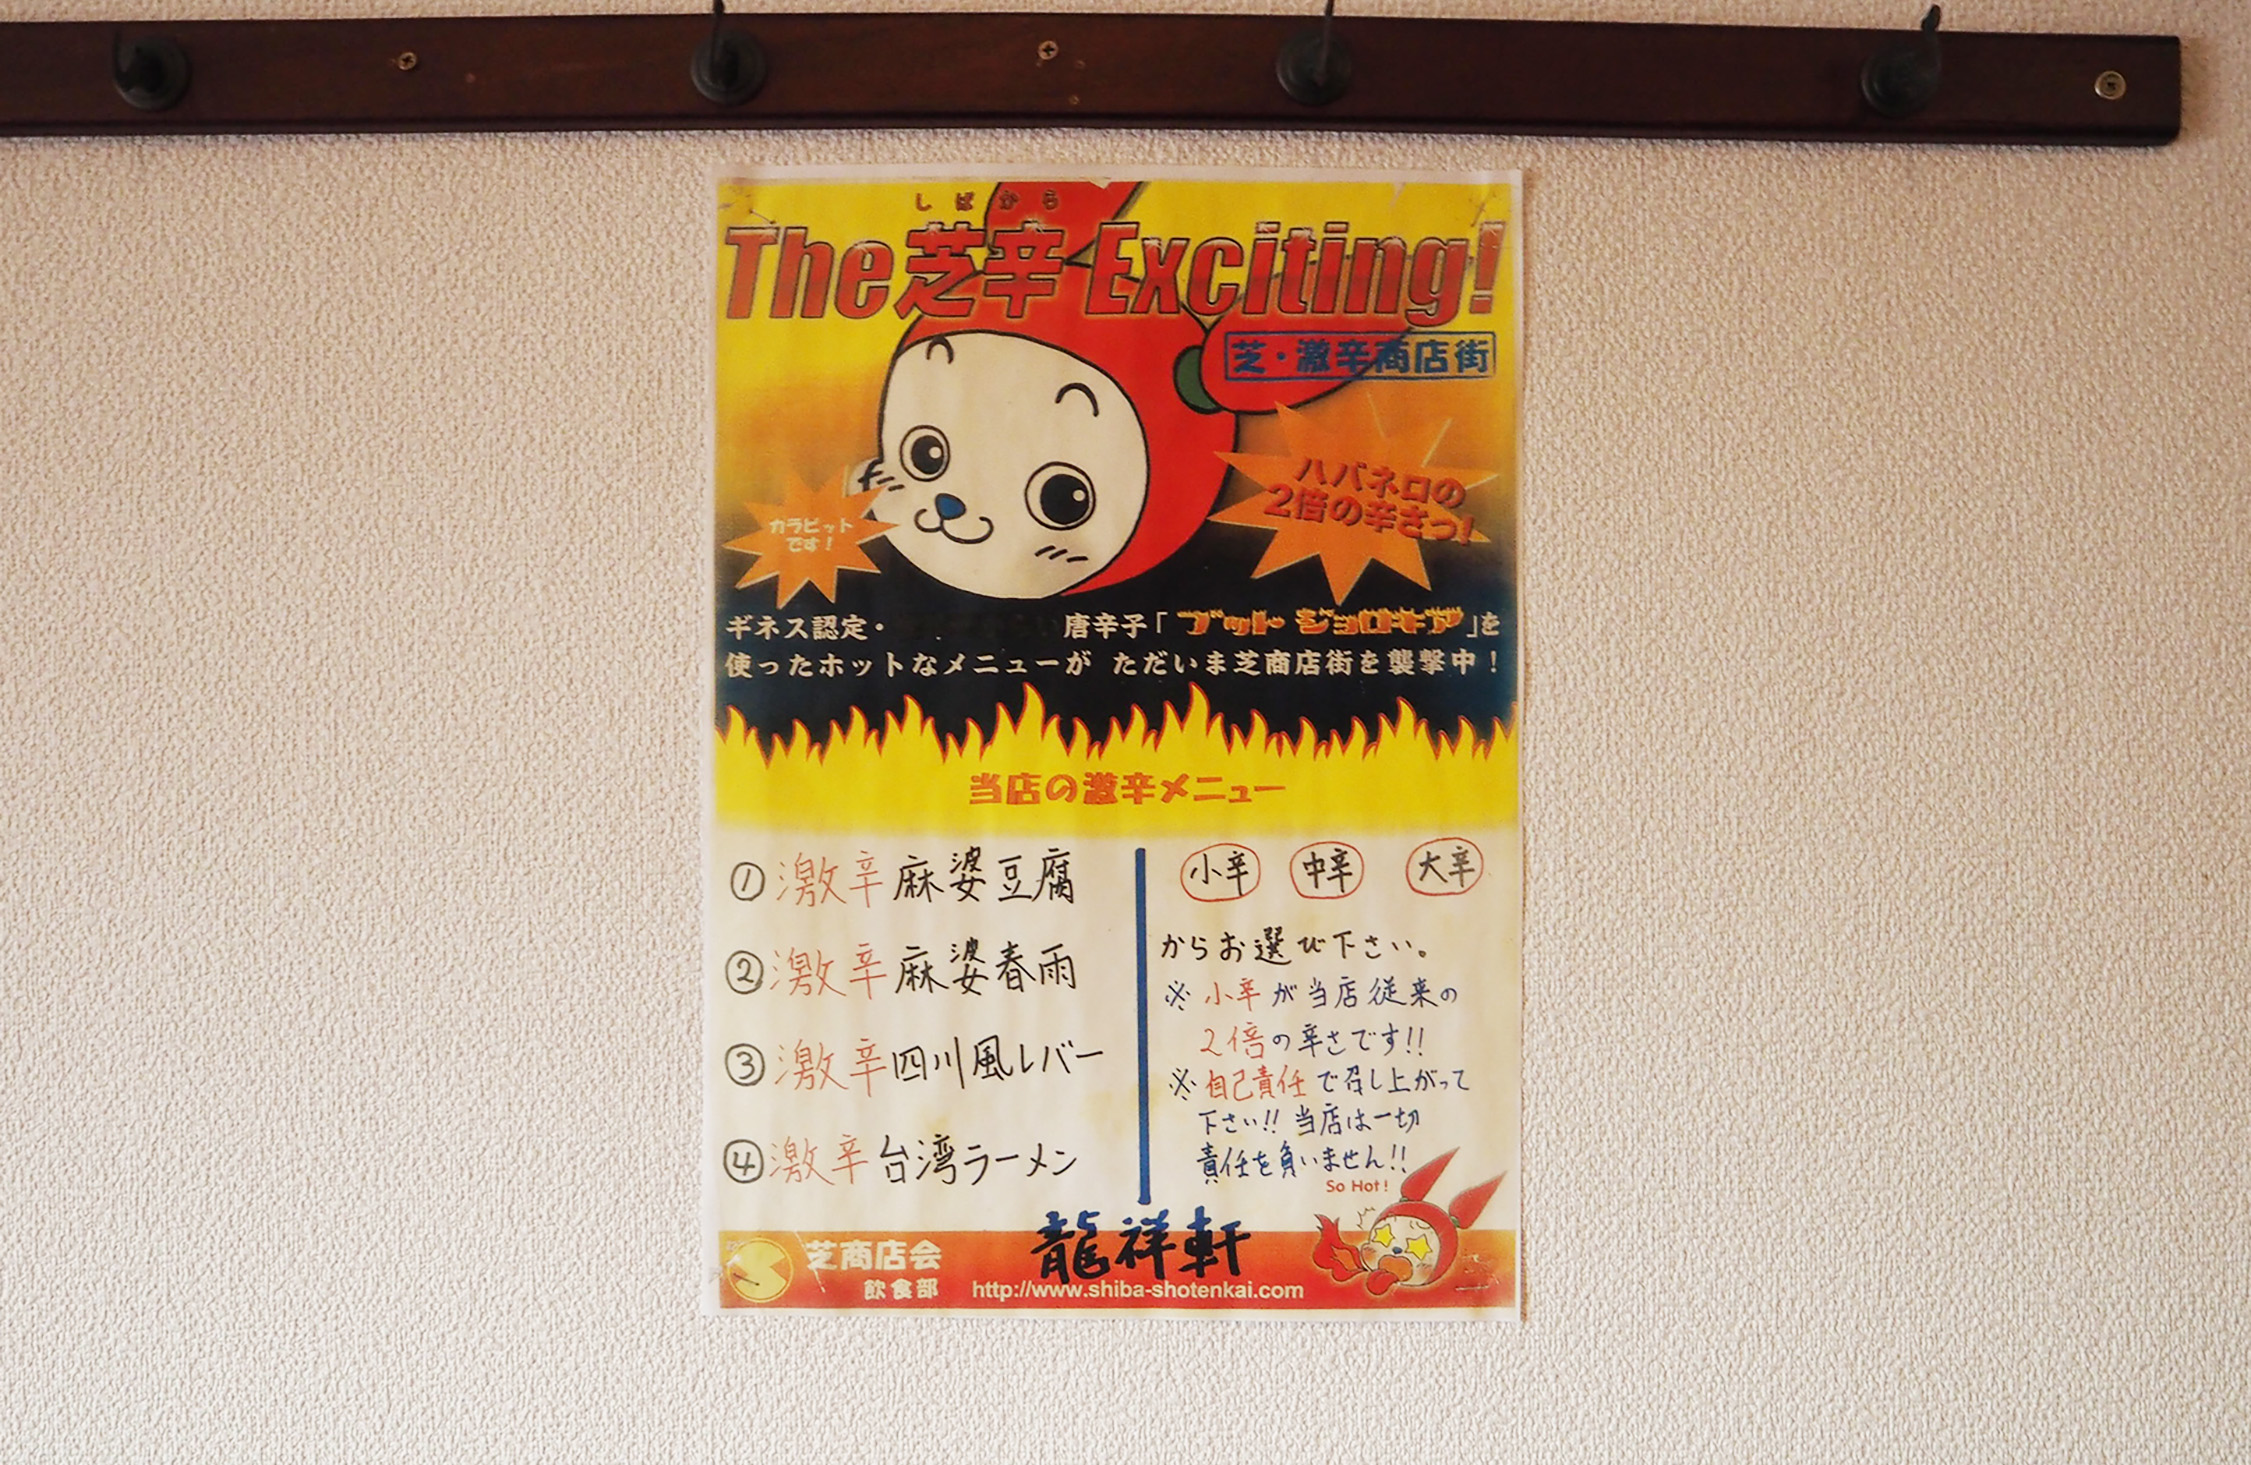 しばから
The芝辛 Exciting!
芝・激辛商店街
ハバネロの
2倍の辛さっ!
カラビット
です!
ギネス認定・ 唐辛子「ブット ジョロキア」を
使ったホットなメニューが ただいま芝商店街を襲撃中!
当店の激辛メニュー
①激辛麻婆豆腐
②激辛麻婆春雨
③激辛四川風レバー
④激辛台湾ラーメン
小辛 中辛 大辛
からお選び下さい。
※小辛が当店従来の
2倍の辛さです!!
※自己責任で召し上がって
下さい!!当店は一切
責任を負いません!!
So Hot!
龍祥軒
芝商店会
飲食部
http://www.shiba-shotenkai.com